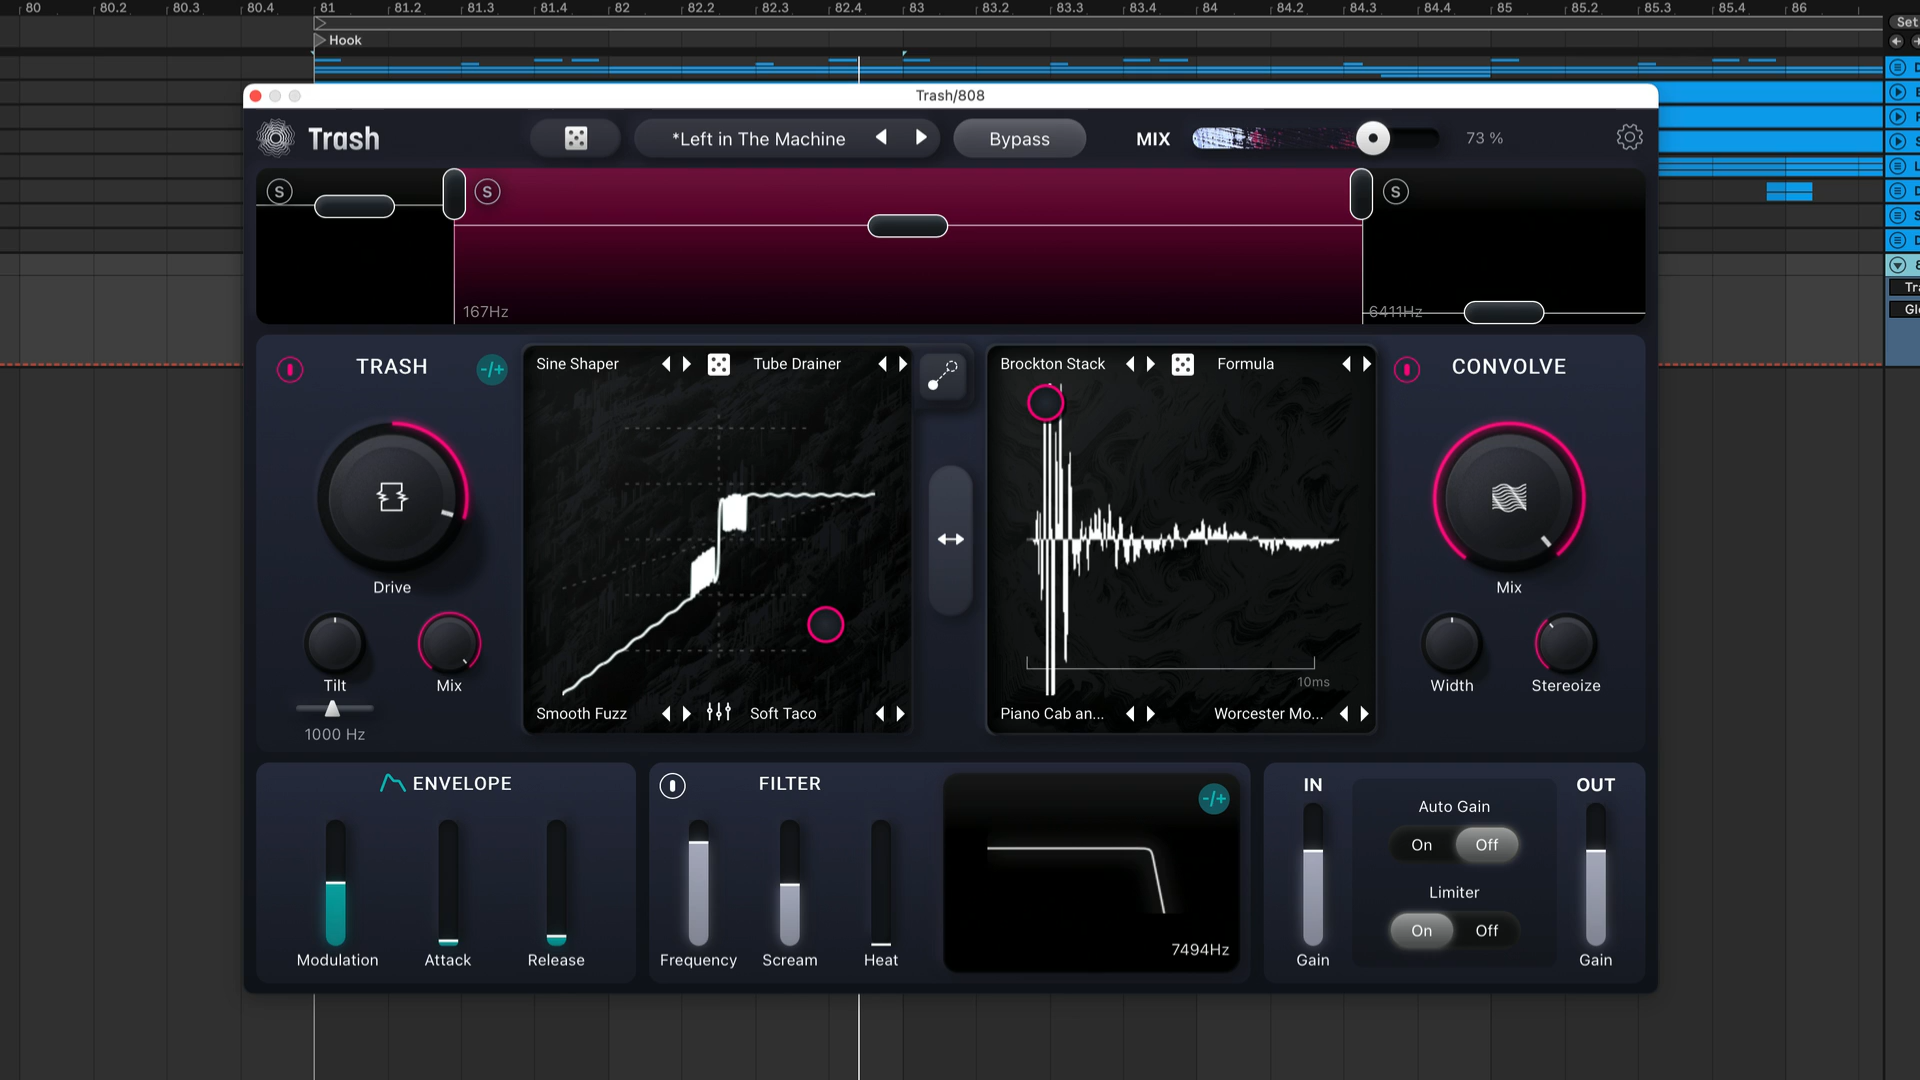 80 80.2 80.3 80.4 81 81.2 81.3 81.4 82 82.2 82.3 82.4 83 83.2 83.3 83.4 84 84.2 84.3 84.4 85 85.2 85.3 85.4 86
Set
Hook
Trash/808
Trash
*Left in The Machine
Bypass
MIX
73 %
S
S
S
167Hz
6411Hz
TRASH
-/+
Sine Shaper
Tube Drainer
Brockton Stack
Formula
CONVOLVE
Drive
Mix
Tilt
Mix
Width
Stereoize
10ms
1000 Hz
Smooth Fuzz
Soft Taco
Piano Cab an...
Worcester Mo...
ENVELOPE
Modulation
Attack
Release
FILTER
Frequency
Scream
Heat
-/+
7494Hz
IN
Gain
Auto Gain
On Off
Limiter
On Off
OUT
Gain